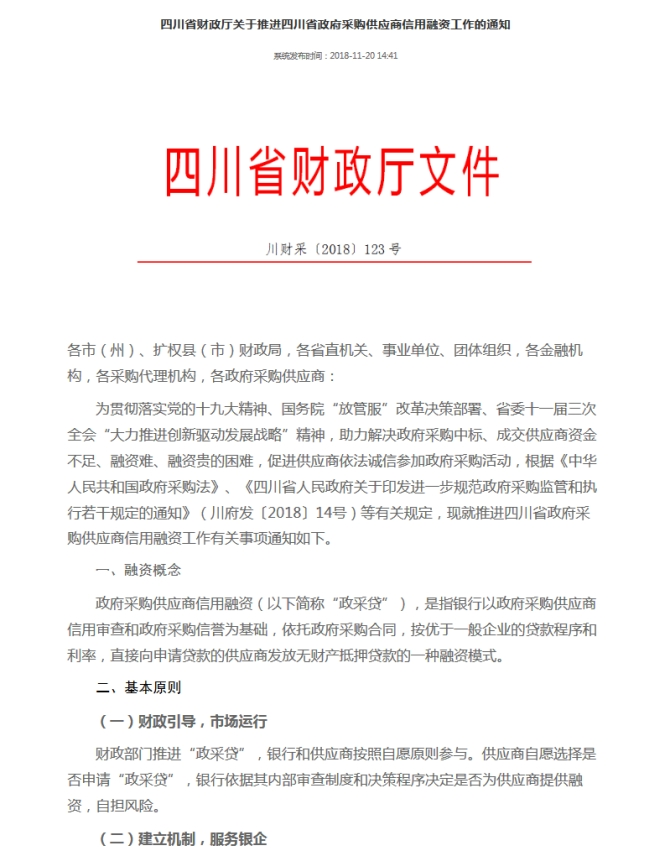 四川省财政厅关于推进四川省政府采购供应商信用融资工作的通知
系统发布时间：2018-11-20 14:41
四川省财政厅文件
川财采〔2018〕123号
各市（州）、扩权县（市）财政局，各省直机关、事业单位、团体组织，各金融机
构，各采购代理机构，各政府采购供应商：
为贯彻落实党的十九大精神、国务院“放管服”改革决策部署、省委十一届三次
全会“大力推进创新驱动发展战略”精神，助力解决政府采购中标、成交供应商资金
不足、融资难、融资贵的困难，促进供应商依法诚信参加政府采购活动，根据《中华
人民共和国政府采购法》、《四川省人民政府关于印发进一步规范政府采购监管和执
行若干规定的通知》（川府发〔2018〕14号）等有关规定，现就推进四川省政府采
购供应商信用融资工作有关事项通知如下。
一、融资概念
政府采购供应商信用融资（以下简称“政采贷”），是指银行以政府采购供应商
信用审查和政府采购信誉为基础，依托政府采购合同，按优于一般企业的贷款程序和
利率，直接向申请贷款的供应商发放无财产抵押贷款的一种融资模式。
二、基本原则
（一）财政引导，市场运行
财政部门推进“政采贷”，银行和供应商按照自愿原则参与。供应商自愿选择是
否申请“政采贷”，银行依据其内部审查制度和决策程序决定是否为供应商提供融
资，自担风险。
（二）建立机制，服务银企